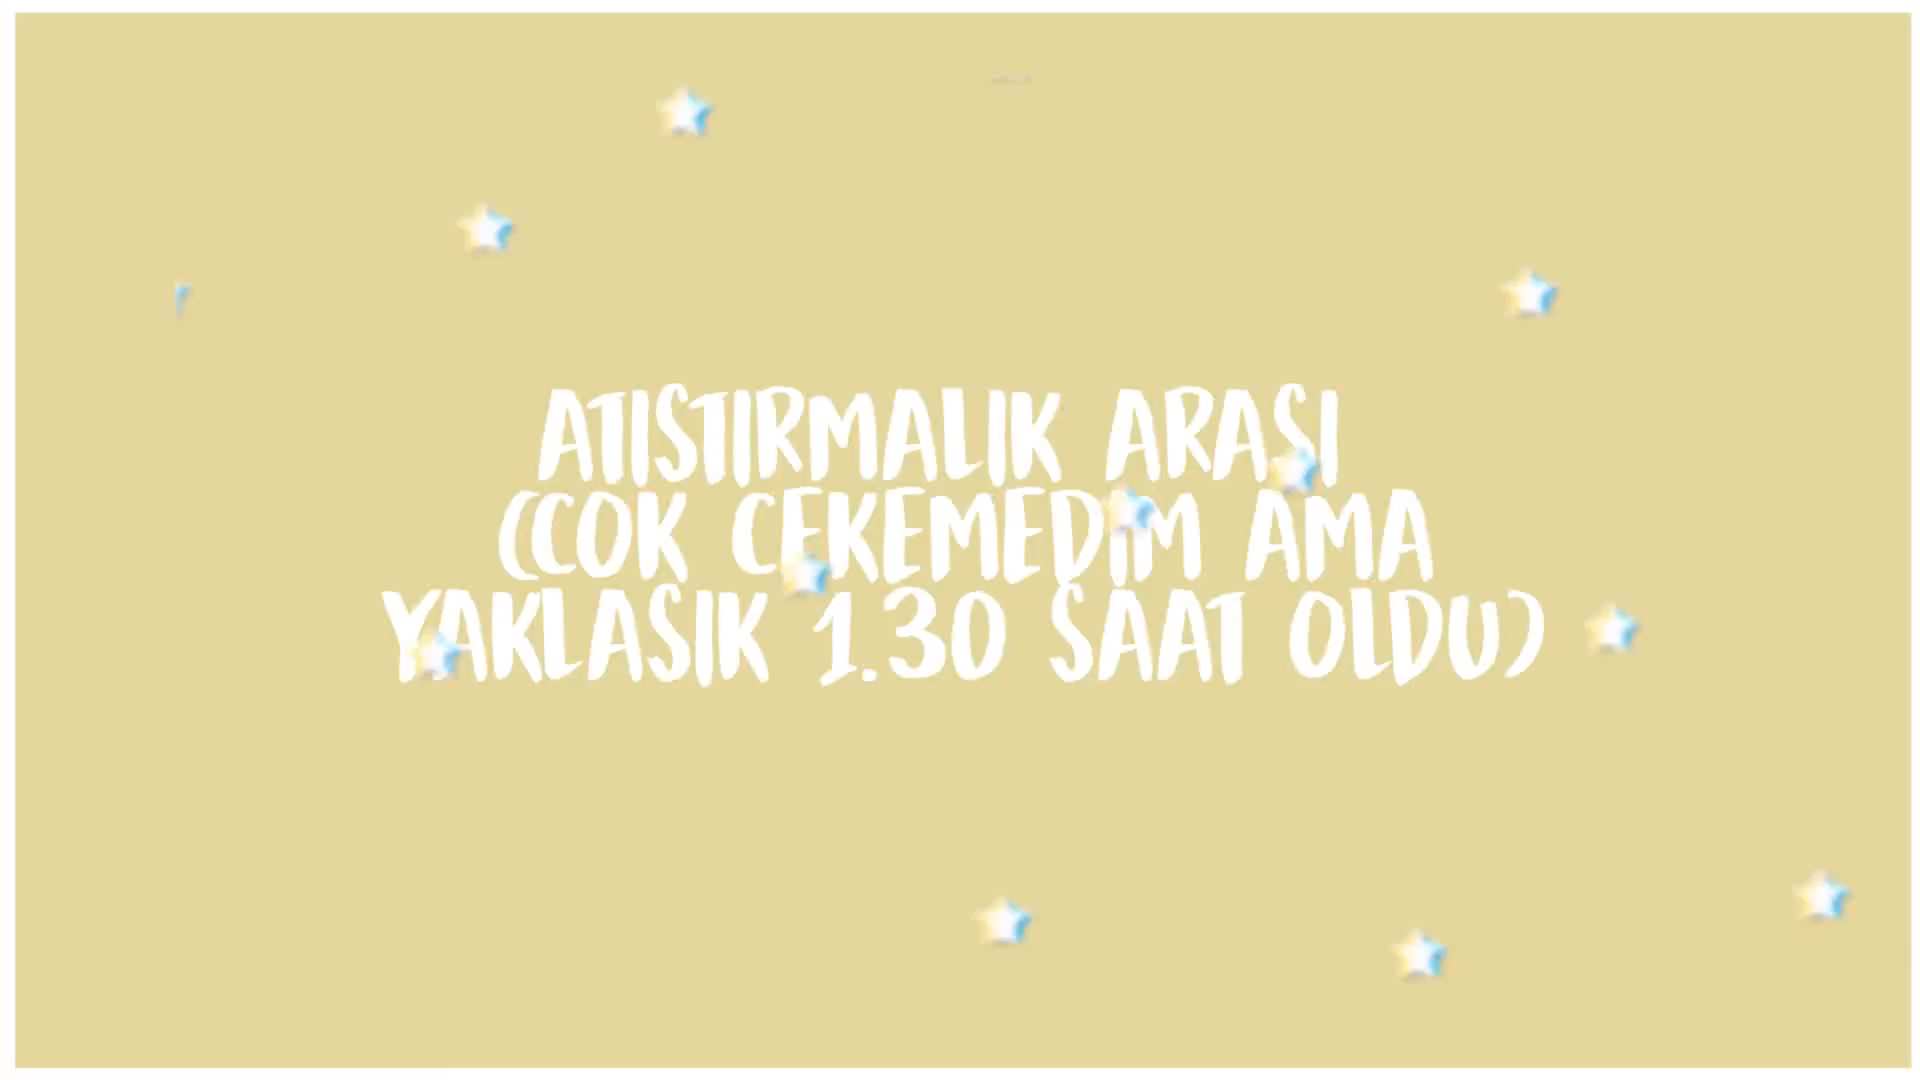 ATISTIRMALIK ARASI
(COK CEKEMEDIM AMA
YAKLASIK 1.30 SAAT OLDU)